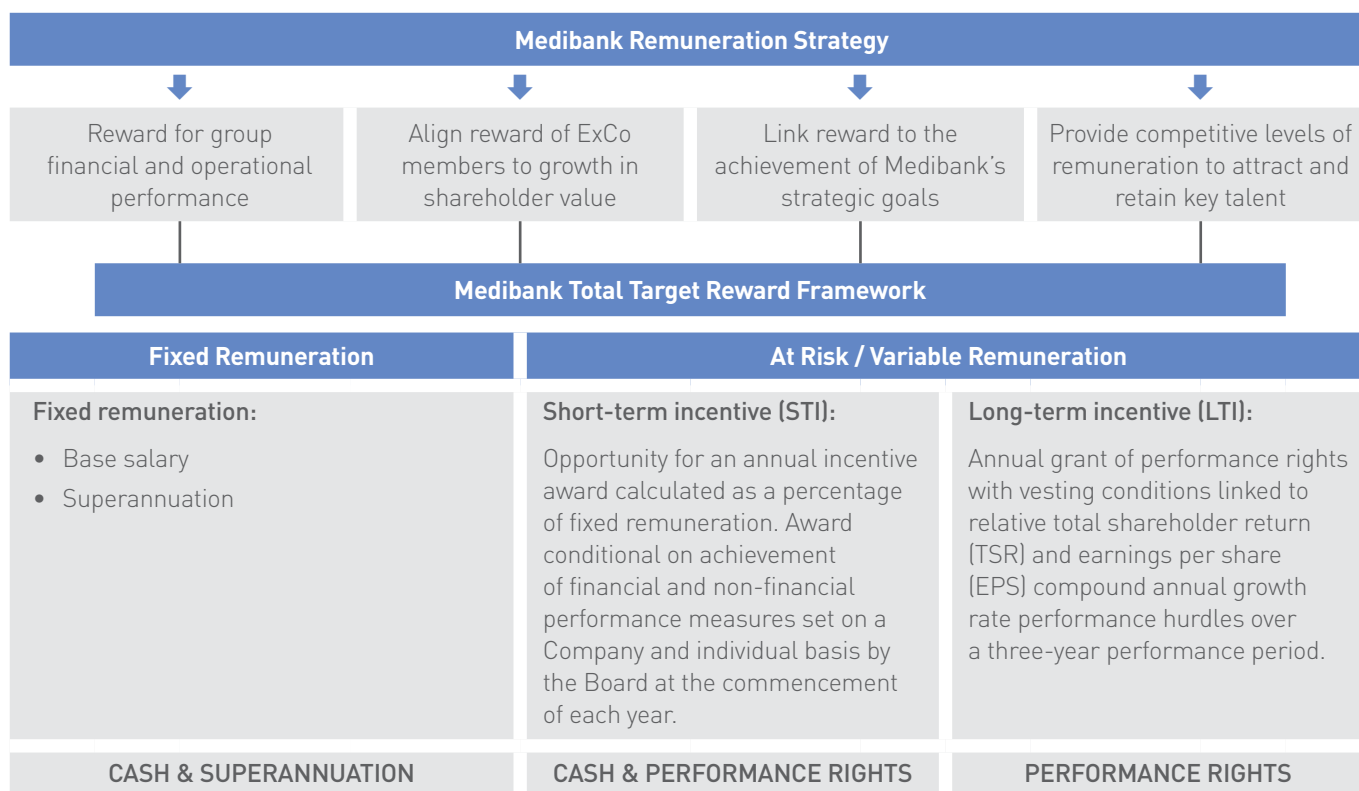 Medibank Remuneration Strategy
Reward for group
financial and operational
performance
Align reward of ExCo
members to growth in
shareholder value
Link reward to the
achievement of Medibank's
strategic goals
Provide competitive levels of
remuneration to attract and
retain key talent
Medibank Total Target Reward Framework
Fixed Remuneration
At Risk / Variable Remuneration
Fixed remuneration:
• Base salary
• Superannuation
Short-term incentive (STI):
Opportunity for an annual incentive
award calculated as a percentage
of fixed remuneration. Award
conditional on achievement
of financial and non-financial
performance measures set on a
Company and individual basis by
the Board at the commencement
of each year.
Long-term incentive (LTI):
Annual grant of performance rights
with vesting conditions linked to
relative total shareholder return
(TSR) and earnings per share
(EPS) compound annual growth
rate performance hurdles over
a three-year performance period.
CASH & SUPERANNUATION
CASH & PERFORMANCE RIGHTS
PERFORMANCE RIGHTS